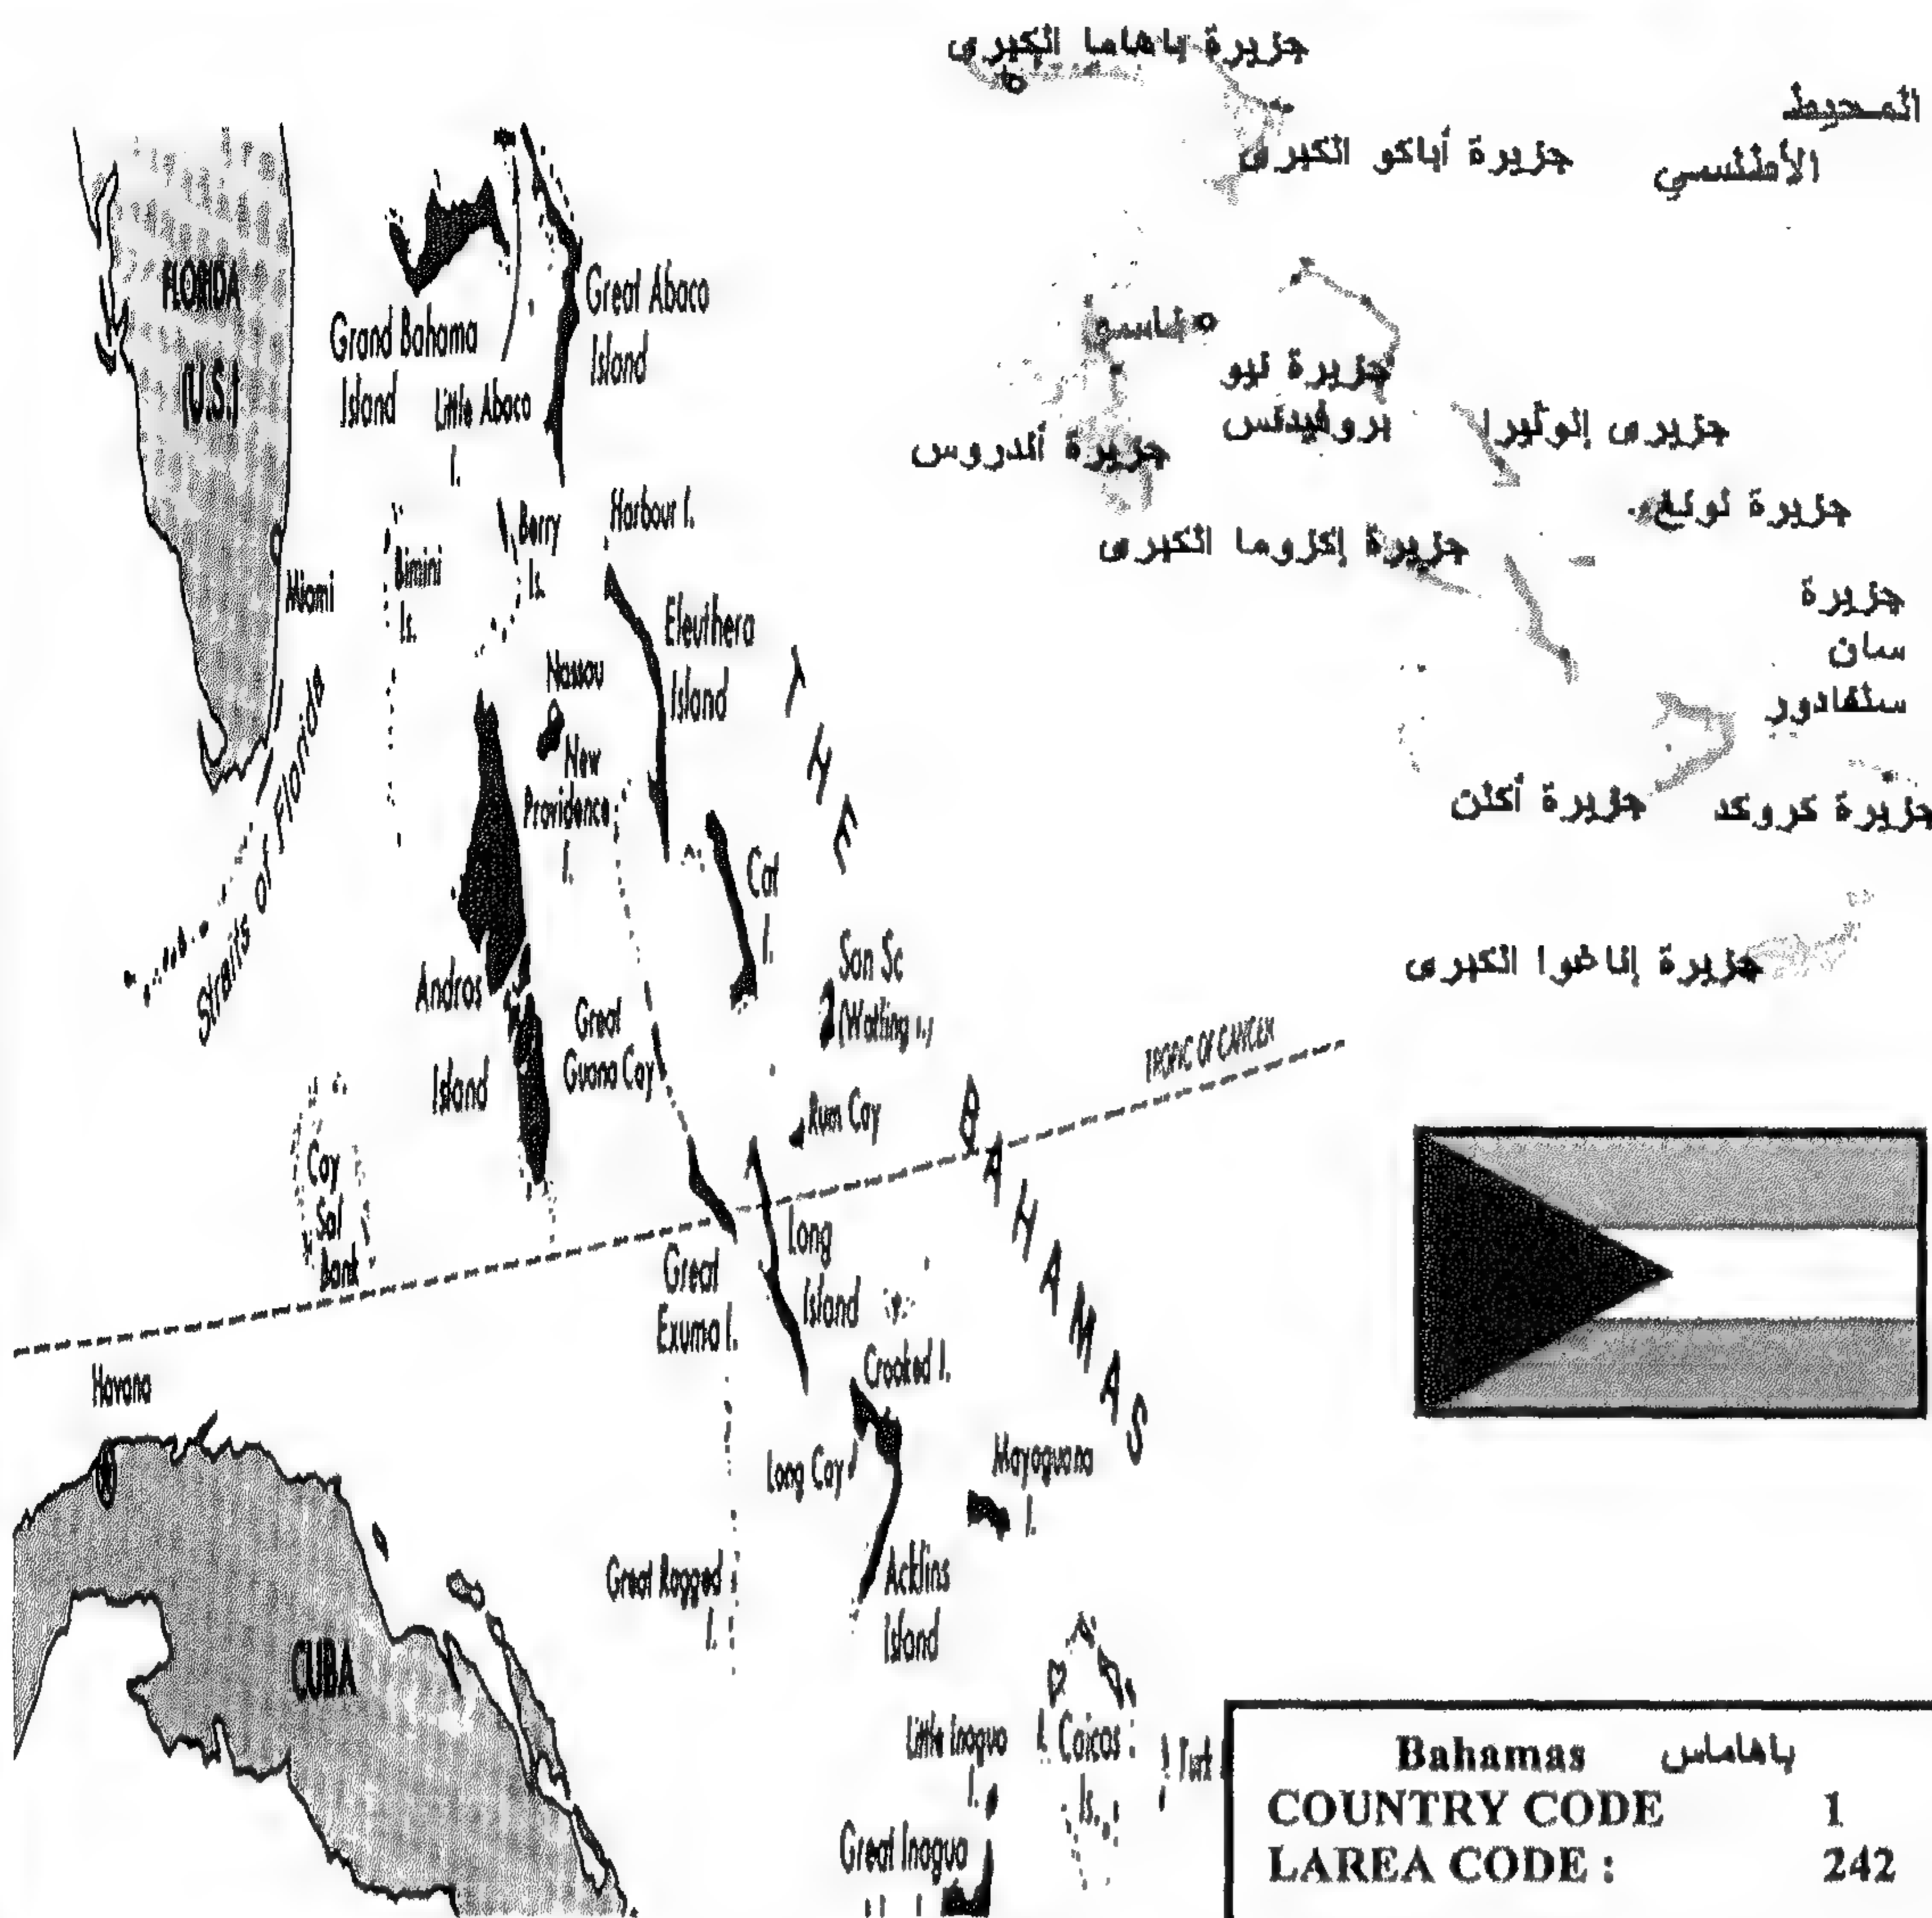 جزيرة باهاما الكبرى
المحيط
الأطلسي
جزيرة أباكو الكبرى
ناسو
جزيرة نيو
بروفيدنس
جزيرى إلوثيرا
جزيرة أندروس
جزيرة لونغ
جزيرة إكزوما الكبرى
جزيرة
سان
سلفادور
جزيرة أكلن
جزيرة كروكد
جزيرة إناغوا الكبرى
FLORIDA
(U.S.)
Grand Bahama
Island
Great Abaco
Island
Little Abaco
I.
Miami
Bimini
Is.
Berry
Is.
Harbour I.
Eleuthera
Island
Nassau
New
Providence
I.
Straits of Florida
THE
Cat
I.
San Sc
(Watling I.)
Andros
Island
Great
Guana Cay
Rum Cay
TROPIC OF CANCER
BAHAMAS
Cay
Sal
Bank
Great
Exuma I.
Long
Island
Crooked I.
Havana
Long Cay
Mayaguana
I.
Great Ragged
I.
Acklins
Island
CUBA
Little Inagua
I.
Caicos
Is.
Turk
Great Inagua
Bahamas باهاماس
COUNTRY CODE 1
LAREA CODE : 242